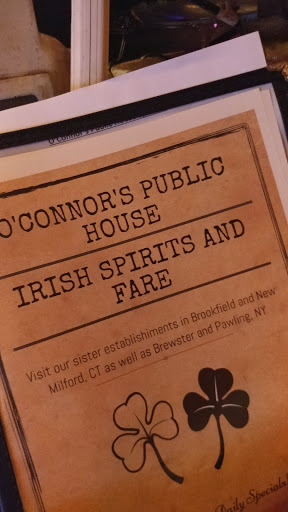 O'CONNOR'S PUBLIC
HOUSE
IRISH SPIRITS AND
FARE
Visit our sister establishiments in Brookfield and New
Milford, CT as well as Brewster and Pawling, NY
Daily Specials